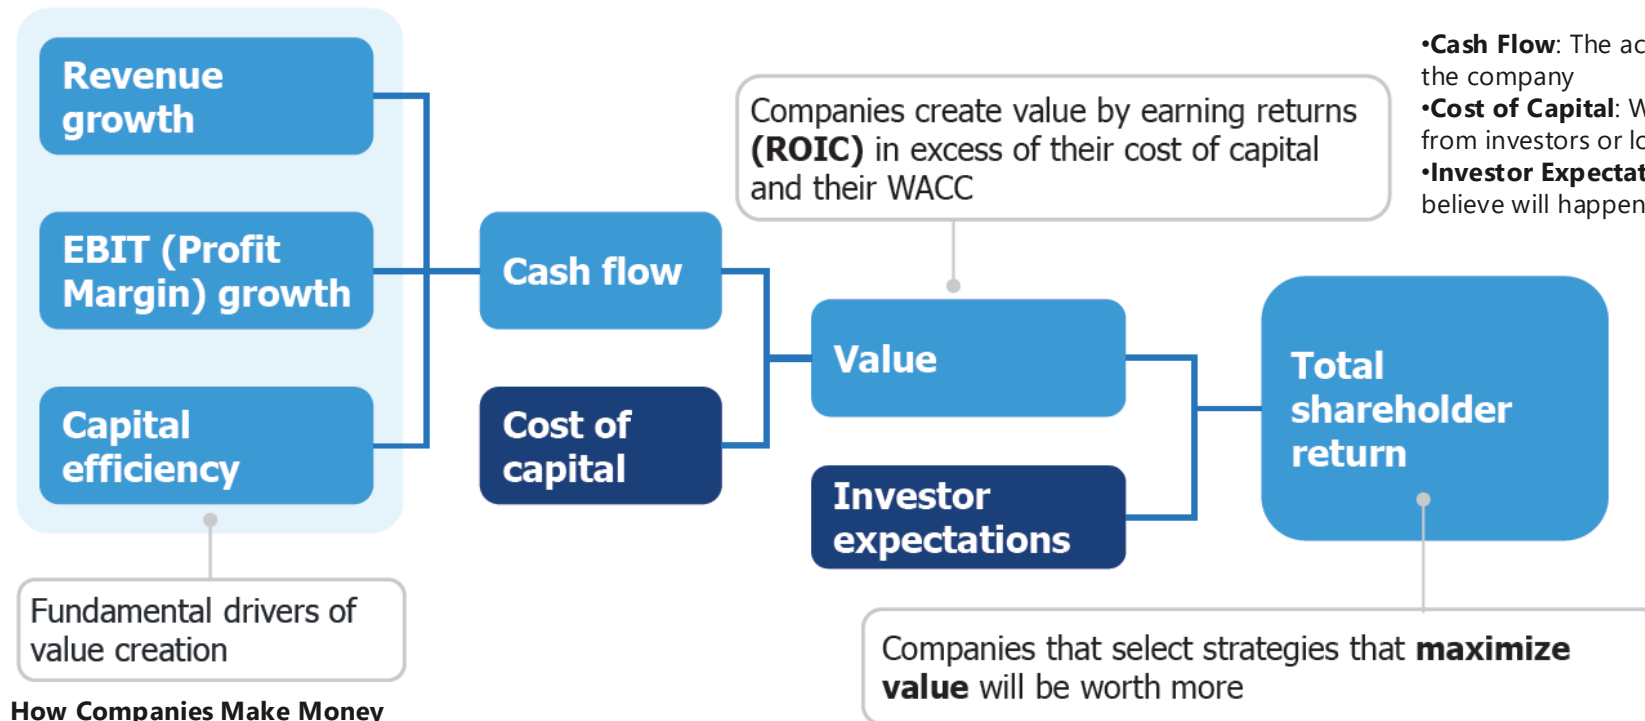 Revenue
growth
EBIT (Profit
Margin) growth
Capital
efficiency
Fundamental drivers of
value creation
How Companies Make Money
Cash flow
Cost of
capital
Companies create value by earning returns
(ROIC) in excess of their cost of capital
and their WACC
Value
Investor
expectations
•Cash Flow: The
the company
•Cost of Capital:
from investors or
•Investor
believe will happen
Total
shareholder
return
Companies that select strategies that maximize
value will be worth more